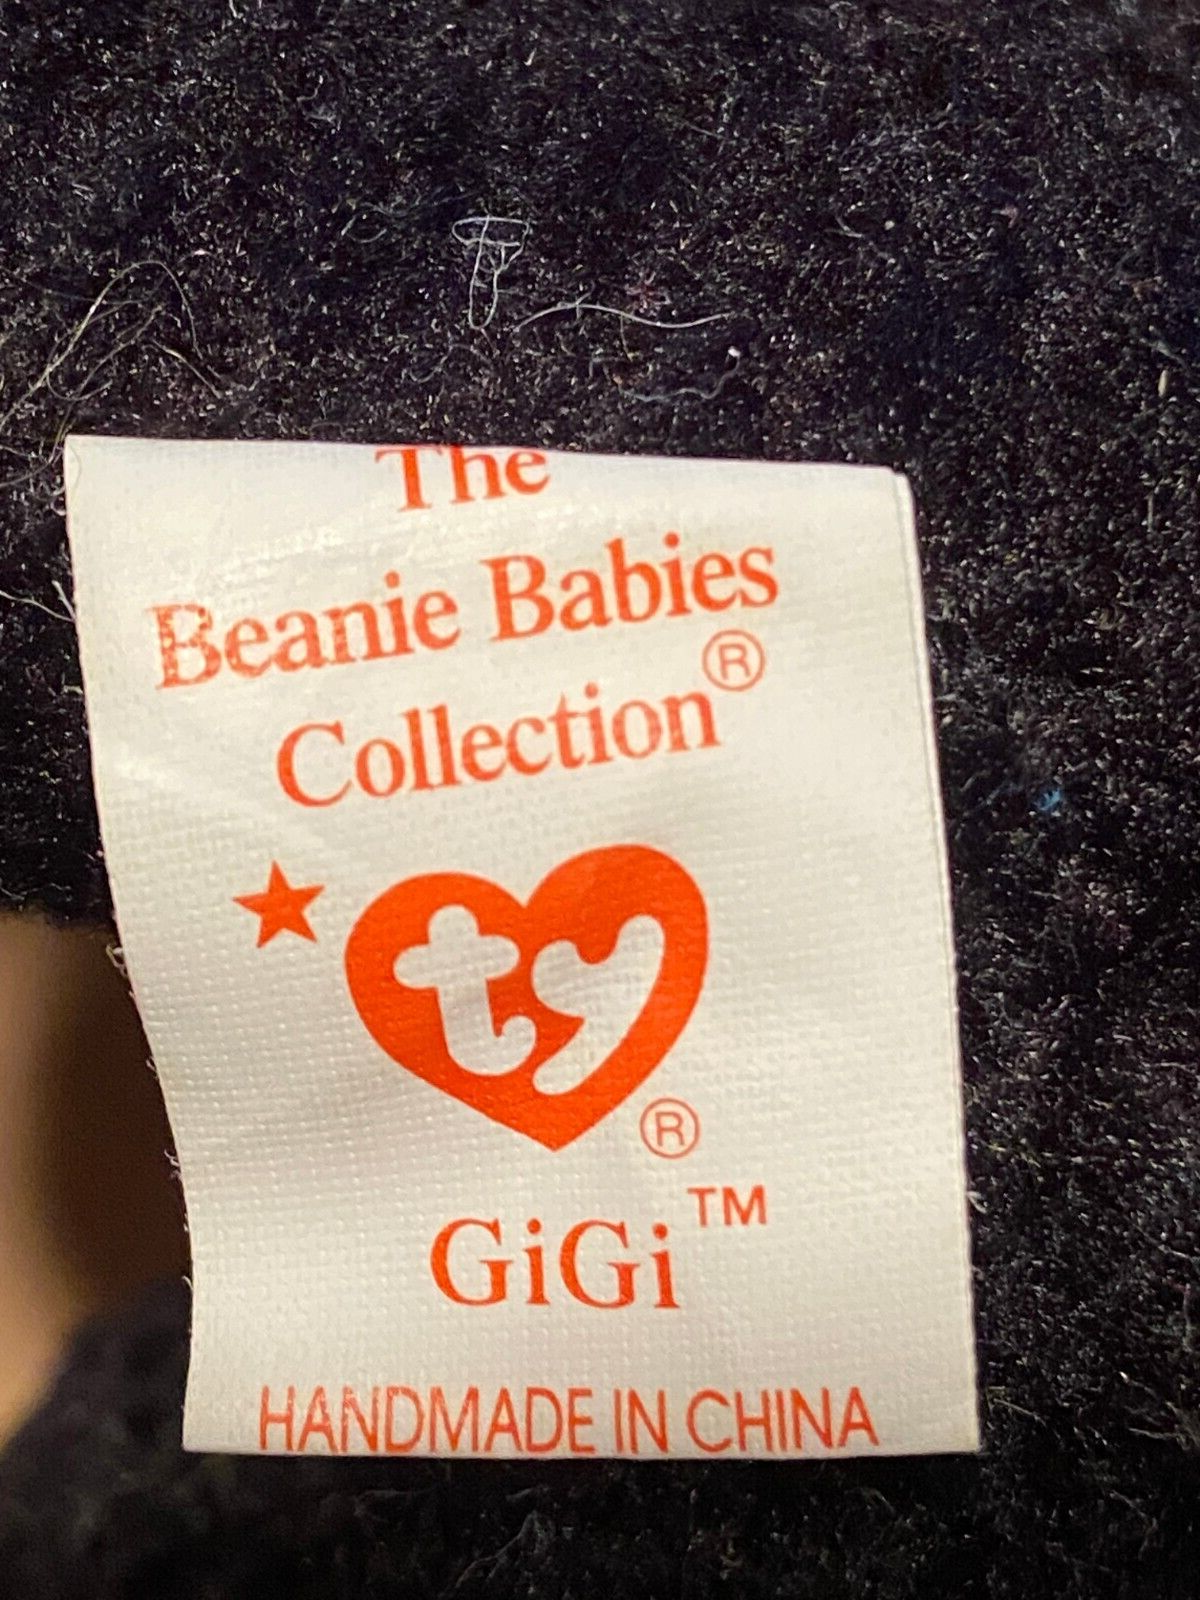 The
Beanie Babies
Collection®
ty®
GiGi™
HANDMADE IN CHINA